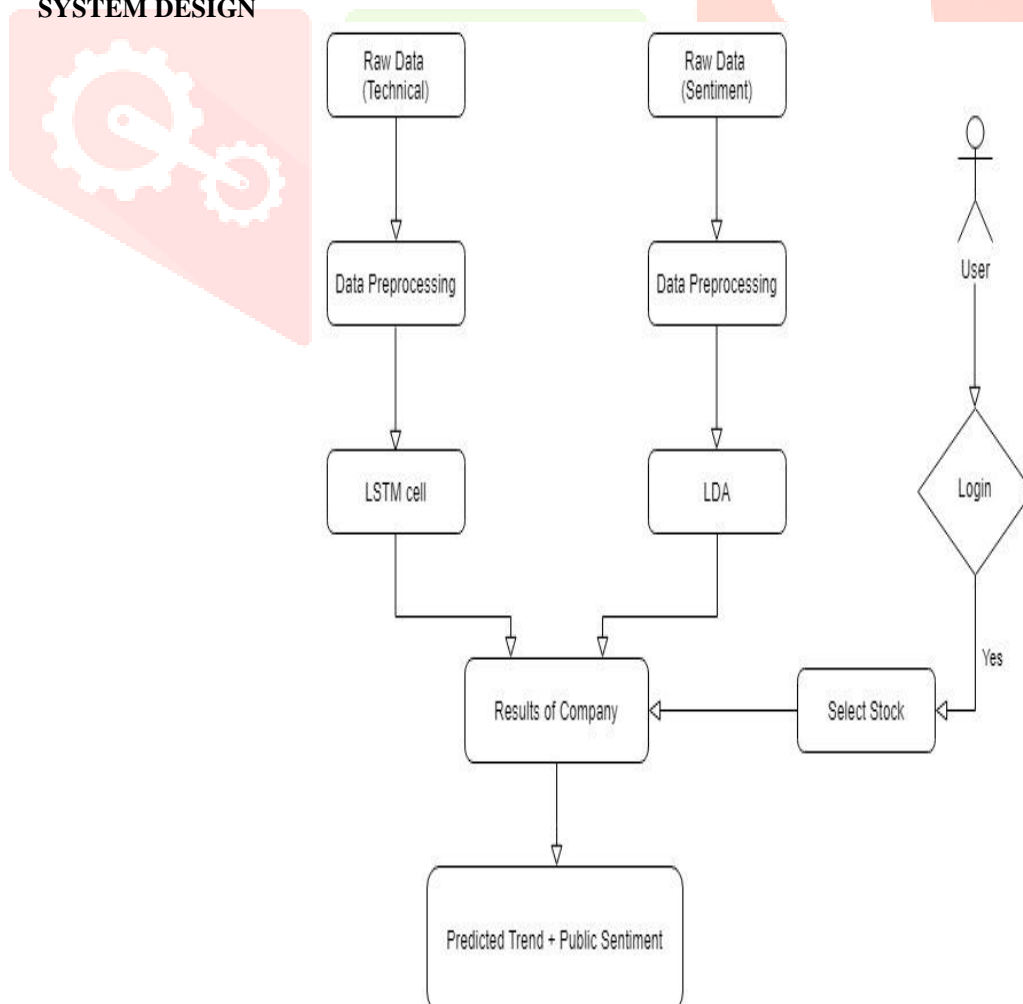 SYSTEM DESIGN
Raw Data
(Technical)
Raw Data
(Sentiment)
Data Preprocessing
Data Preprocessing
User
LSTM cell
LDA
Login
Yes
Results of Company
Select Stock
Predicted Trend + Public Sentiment